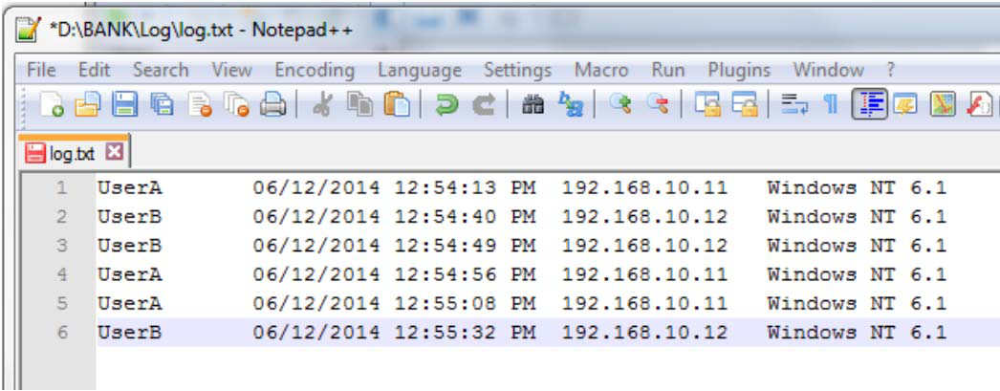 *D:\BANK\Log\log.txt - Notepad++
File Edit Search View Encoding Language Settings Macro Run Plugins Window ?
log.txt
1 UserA 06/12/2014 12:54:13 PM 192.168.10.11 Windows NT 6.1
2 UserB 06/12/2014 12:54:40 PM 192.168.10.12 Windows NT 6.1
3 UserB 06/12/2014 12:54:49 PM 192.168.10.12 Windows NT 6.1
4 UserA 06/12/2014 12:54:56 PM 192.168.10.11 Windows NT 6.1
5 UserA 06/12/2014 12:55:08 PM 192.168.10.11 Windows NT 6.1
6 UserB 06/12/2014 12:55:32 PM 192.168.10.12 Windows NT 6.1